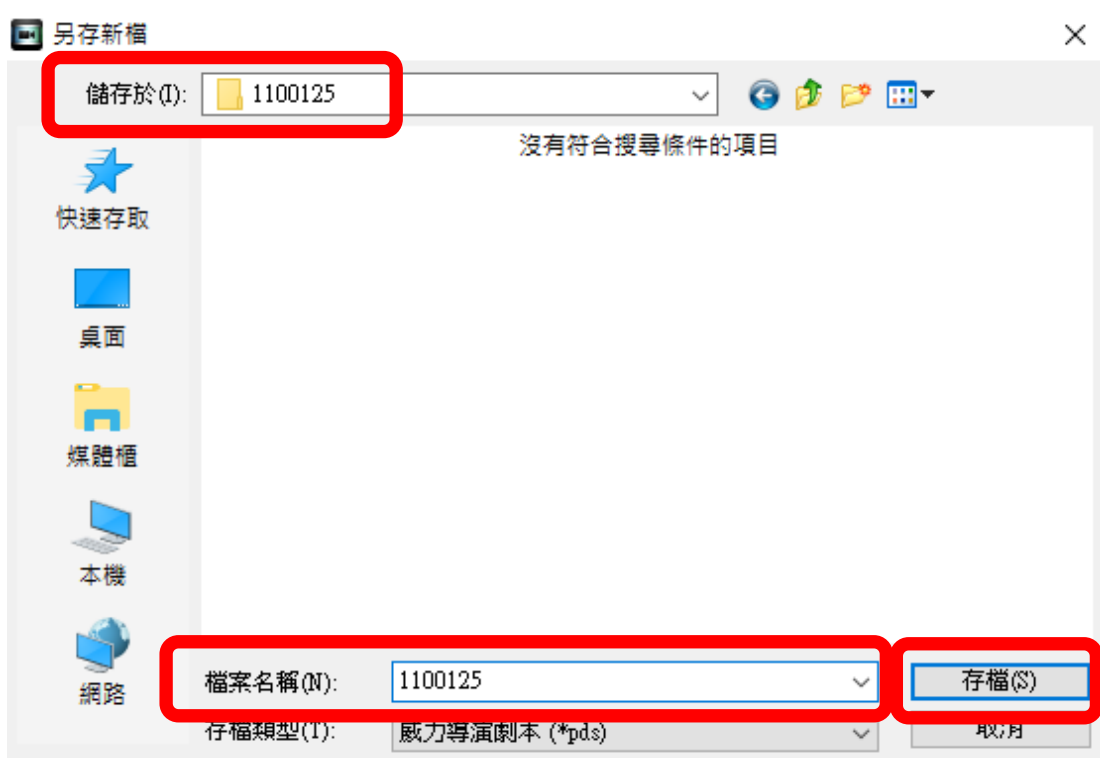 另存新檔
儲存於(I): 1100125
沒有符合搜尋條件的項目
快速存取
桌面
媒體櫃
本機
網路
檔案名稱(N): 1100125 存檔(S)
存檔類型(T): 威力導演劇本 (*pds) 取消